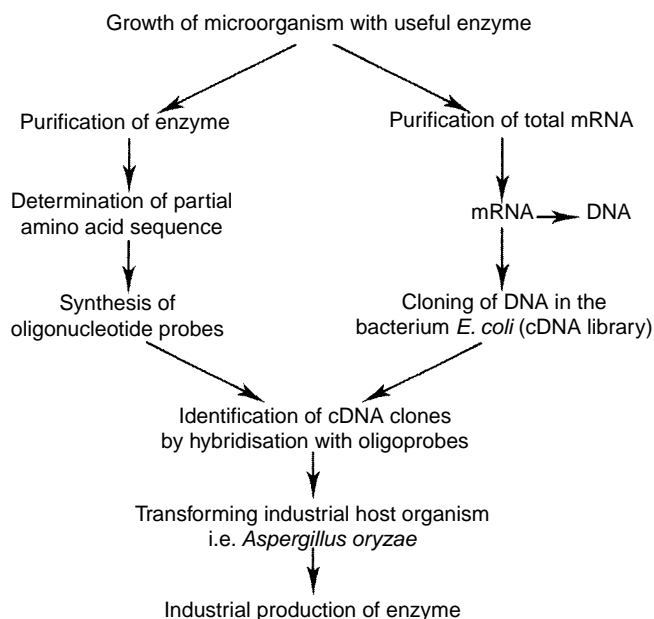 Growth of microorganism with useful enzyme
Purification of enzyme
Purification of total mRNA
Determination of partial
amino acid sequence
mRNA
DNA
Synthesis of
oligonucleotide probes
Cloning of DNA in the
bacterium E. coli (cDNA library)
Identification of cDNA clones
by hybridisation with oligoprobes
Transforming industrial host organism
i.e. Aspergillus oryzae
Industrial production of enzyme